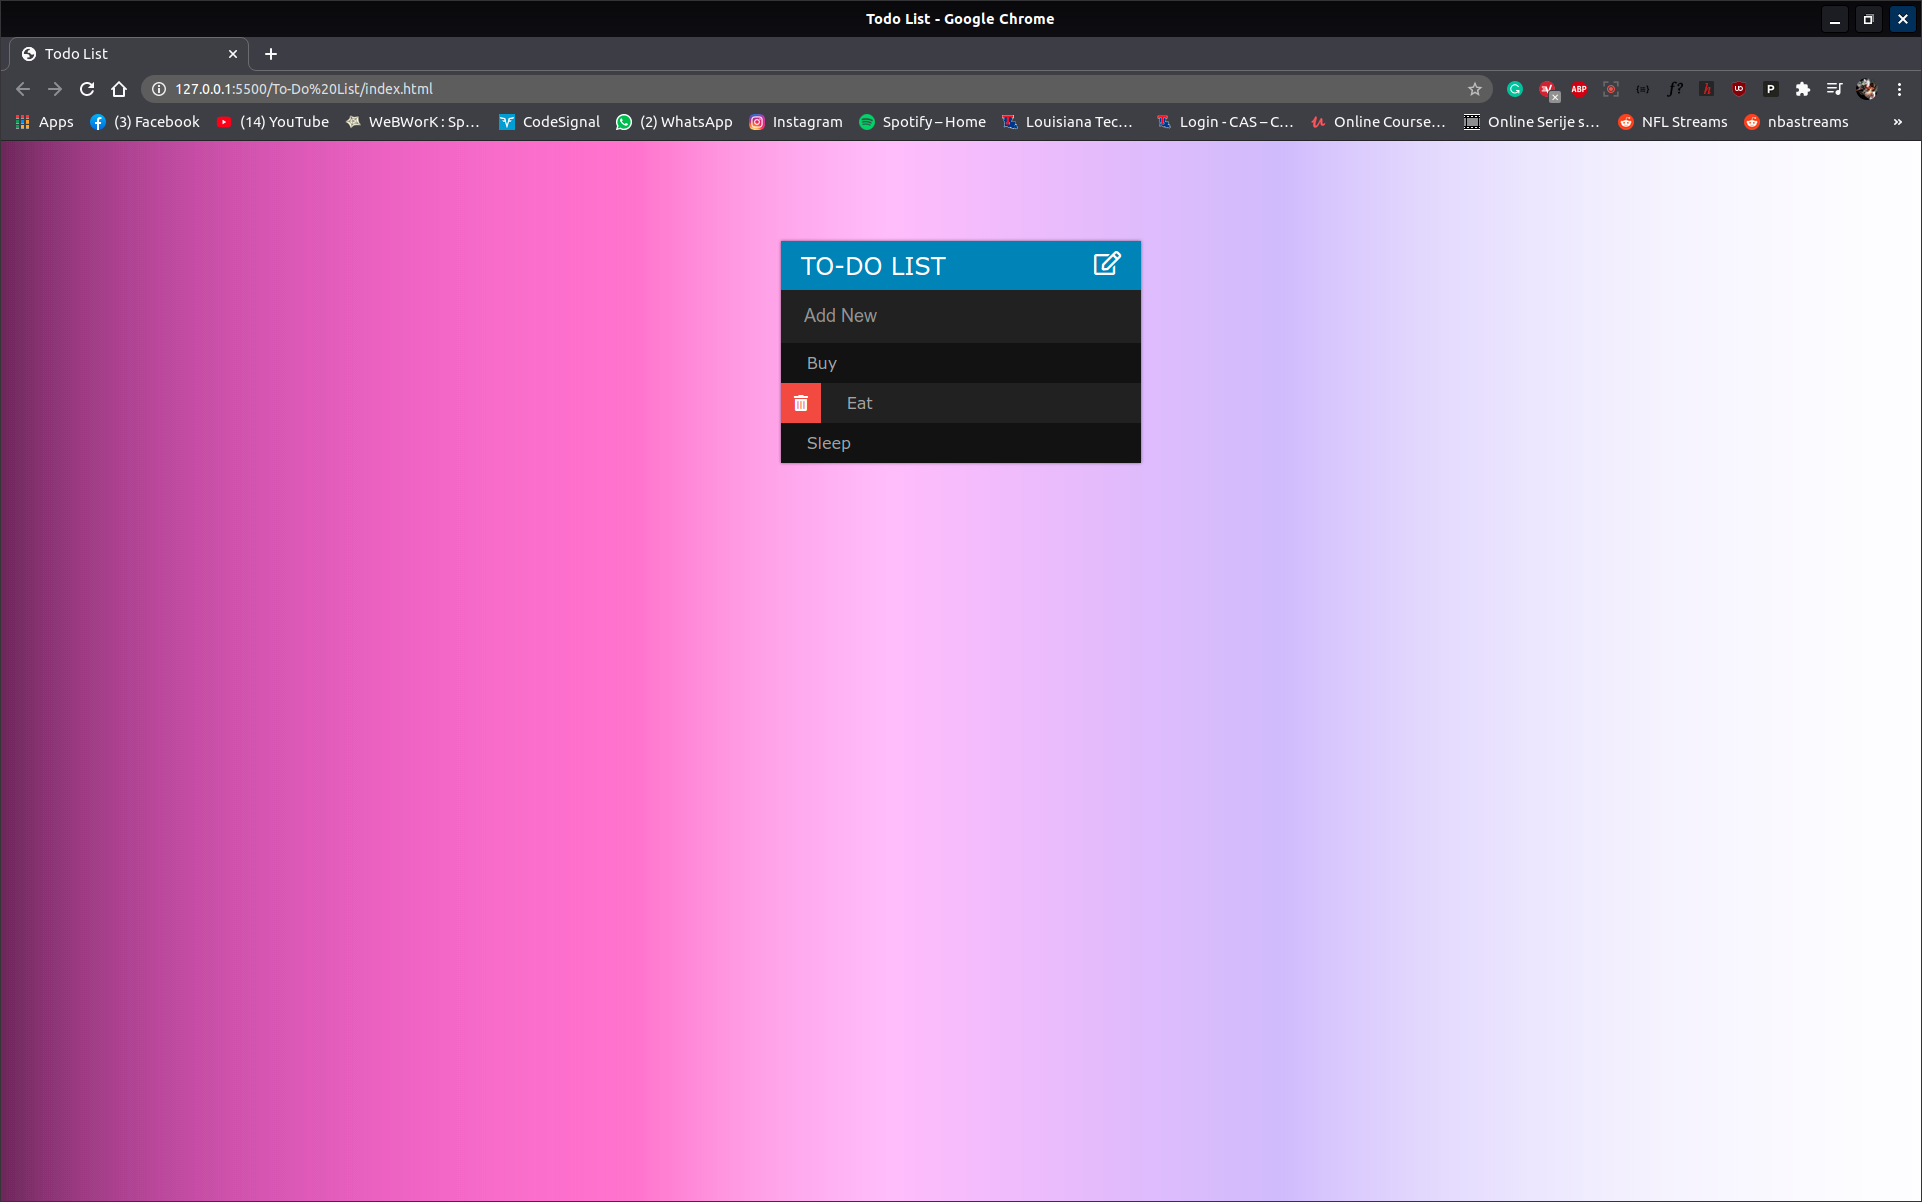 Todo List - Google Chrome
Todo List
127.0.0.1:5500/To-Do%20List/index.html
ABP
Apps (3) Facebook (14) YouTube WeBWorK : Sp... CodeSignal (2) WhatsApp Instagram Spotify – Home Louisiana Tec... Login - CAS – C... Online Course... Online Serije s... NFL Streams nbastreams »
TO-DO LIST
Add New
Buy
Eat
Sleep